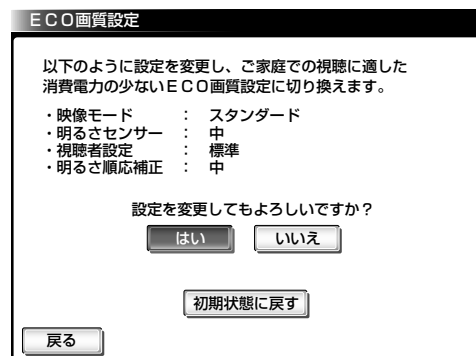 ECO画質設定
以下のように設定を変更し、ご家庭での視聴に適した
消費電力の少ないECO画質設定に切り換えます。
・映像モード ： スタンダード
・明るさセンサー ： 中
・視聴者設定 ： 標準
・明るさ順応補正 ： 中
設定を変更してもよろしいですか？
はい いいえ
初期状態に戻す
戻る